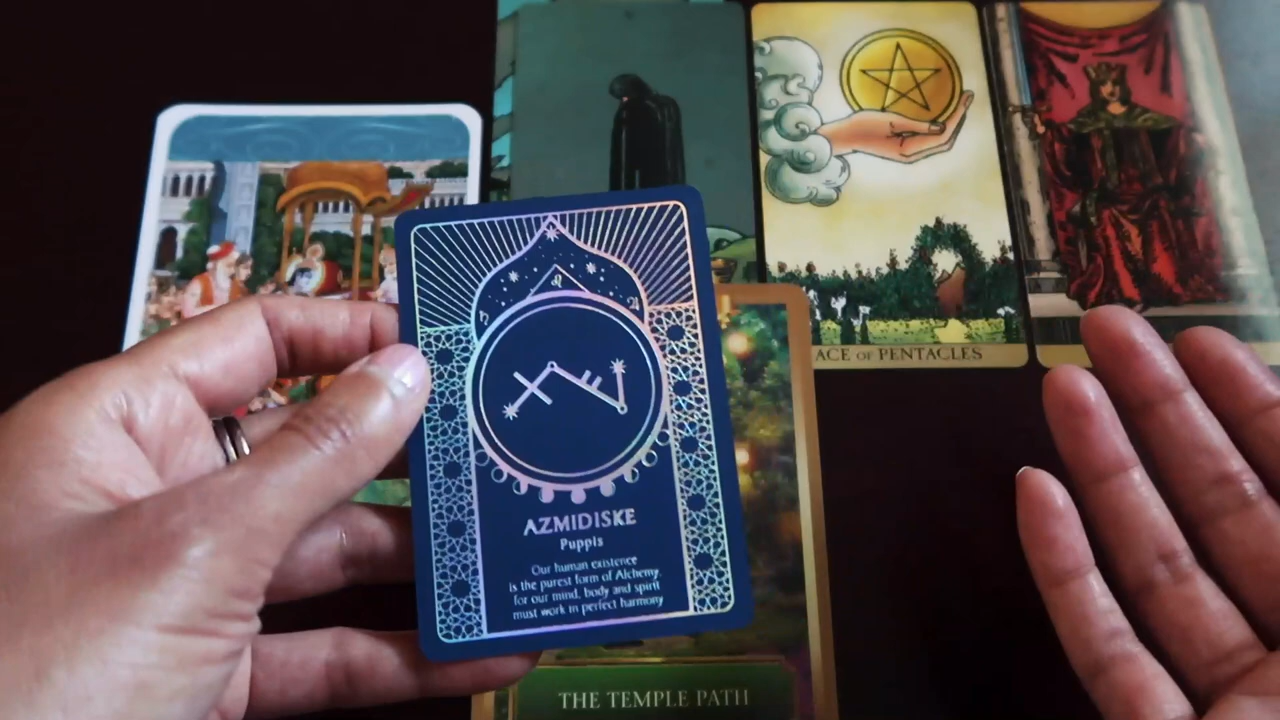 ACE OF PENTACLES
AZMIDISKE
Puppis
Our human existence
is the purest form of Alchemy,
for our mind, body and spirit
must work in perfect harmony
THE TEMPLE PATH